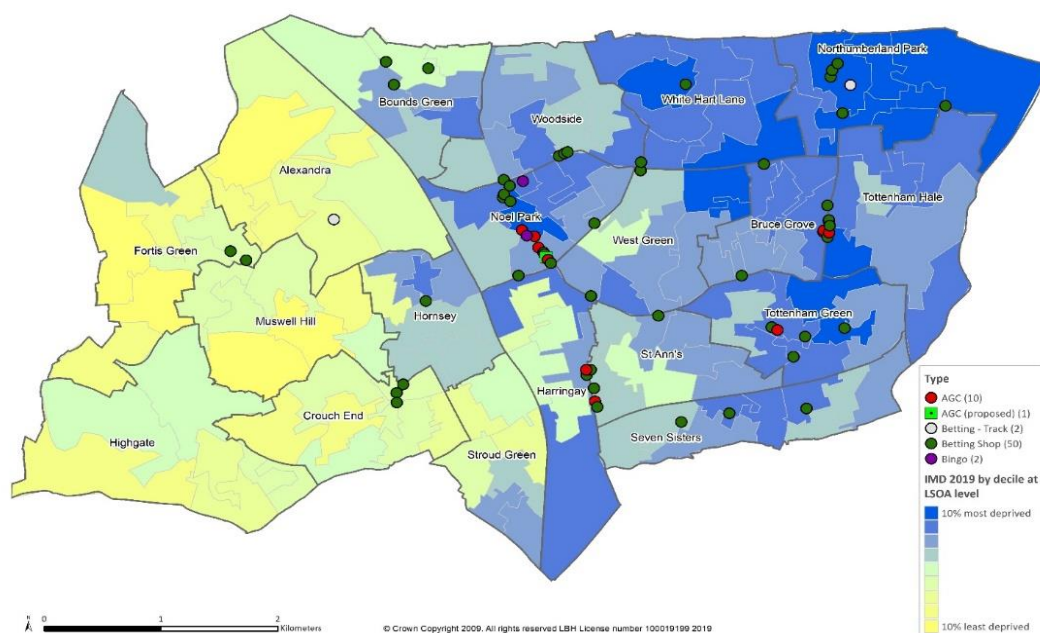 Northumberland Park
White Hart Lane
Bounds Green
Woodside
Alexandra
Tottenham Hale
Noel Park
Bruce Grove
West Green
Fortis Green
Hornsey
Tottenham Green
Muswell Hill
St Ann's
Harringay
Crouch End
Seven Sisters
Highgate
Stroud Green
Type
AGC (10)
AGC (proposed) (1)
Betting - Track (2)
Betting Shop (50)
Bingo (2)
IMD 2019 by decile at
LSOA level
10% most deprived
10% least deprived
N
0 1 2
Kilometers
© Crown Copyright 2009. All rights reserved LBH License number 100019199 2019